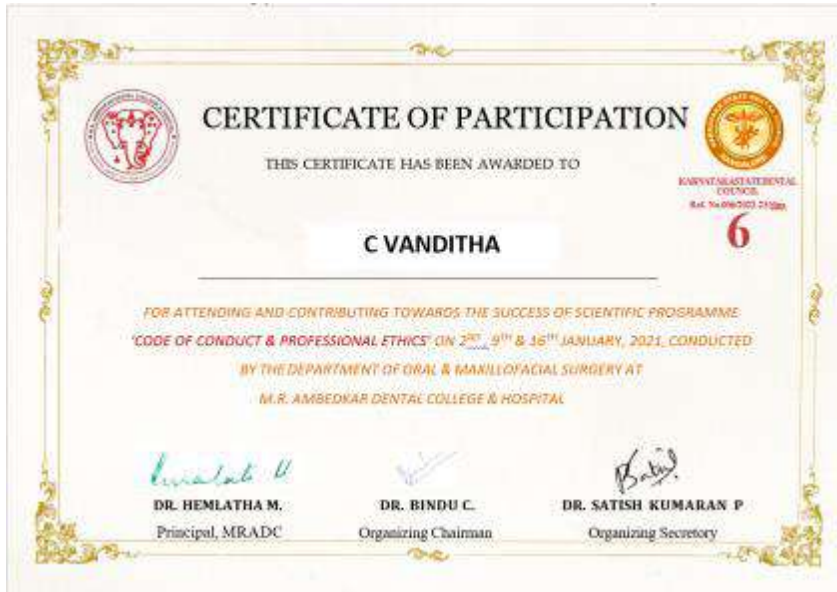 CERTIFICATE OF PARTICIPATION
THIS CERTIFICATE HAS BEEN AWARDED TO
KARNATAKA STATE DENTAL
COUNCIL
6
C VANDITHA
FOR ATTENDING AND CONTRIBUTING TOWARDS THE SUCCESS OF SCIENTIFIC PROGRAMME
'CODE OF CONDUCT & PROFESSIONAL ETHICS' ON 2ND, 9TH & 16TH JANUARY, 2021, CONDUCTED
BY THE DEPARTMENT OF ORAL & MAXILLOFACIAL SURGERY AT
M.R. AMBEDKAR DENTAL COLLEGE & HOSPITAL
DR. HEMLATHA M. DR. BINDU C. DR. SATISH KUMARAN P
Principal, MRADC Organizing Chairman Organizing Secretory